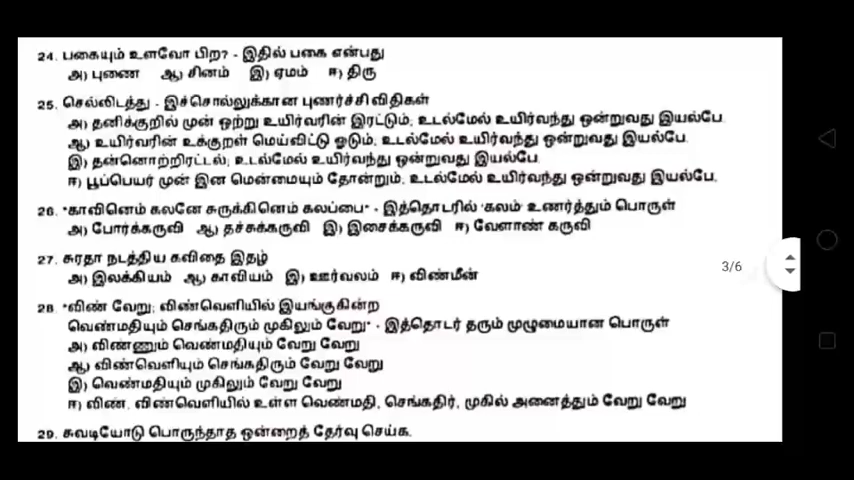 24. பகையும் உளவோ பிற? - இதில் பகை என்பது
அ) புணை ஆ) சினம் இ) ஏமம் ஈ) திரு
25. செல்லிடத்து - இச்சொல்லுக்கான புணர்ச்சி விதிகள்
அ) தனிக்குறில் முன் ஒற்று உயிர்வரின் இரட்டும்; உடல்மேல் உயிர்வந்து ஒன்றுவது இயல்பே.
ஆ) உயிர்வரின் உக்குறள் மெய்விட்டு ஓடும், உடல்மேல் உயிர்வந்து ஒன்றுவது இயல்பே.
இ) தன்னொற்றிரட்டல்; உடல்மேல் உயிர்வந்து ஒன்றுவது இயல்பே.
ஈ) பூப்பெயர் முன் இன மென்மையும் தோன்றும், உடல்மேல் உயிர்வந்து ஒன்றுவது இயல்பே.
26. "காவினெம் கலனே சுருக்கினெம் கலப்பை" - இத்தொடரில் 'கலம்' உணர்த்தும் பொருள்
அ) போர்க்கருவி ஆ) தச்சுக்கருவி இ) இசைக்கருவி ஈ) வேளாண் கருவி
27. சுரதா நடத்திய கவிதை இதழ்
அ) இலக்கியம் ஆ) காவியம் இ) ஊர்வலம் ஈ) விண்மீன்
3/6
28. "விண் வேறு; விண்வெளியில் இயங்குகின்ற
வெண்மதியும் செங்கதிரும் முகிலும் வேறு" - இத்தொடர் தரும் முழுமையான பொருள்
அ) விண்ணும் வெண்மதியும் வேறு வேறு
ஆ) விண்வெளியும் செங்கதிரும் வேறு வேறு
இ) வெண்மதியும் முகிலும் வேறு வேறு
ஈ) விண், விண்வெளியில் உள்ள வெண்மதி, செங்கதிர், முகில் அனைத்தும் வேறு வேறு
29. சுவடியோடு பொருந்தாத ஒன்றைத் தேர்வு செய்க.